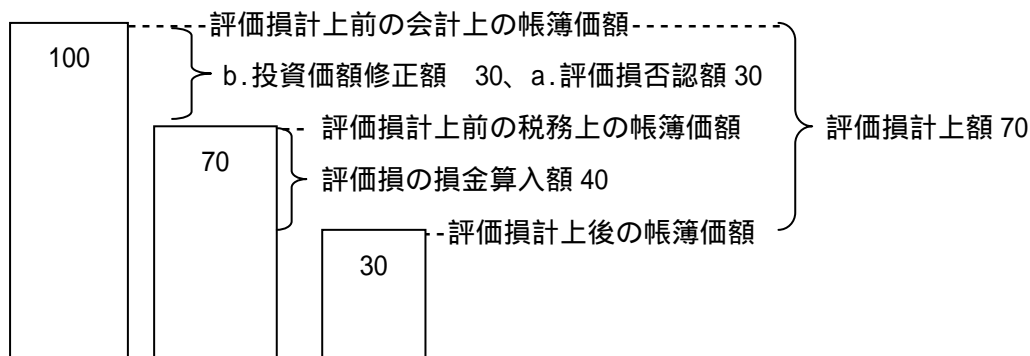 評価損計上前の会計上の帳簿価額
100
b.投資価額修正額 30、a.評価損否認額 30
評価損計上前の税務上の帳簿価額
評価損計上額 70
70
評価損の損金算入額 40
評価損計上後の帳簿価額
30